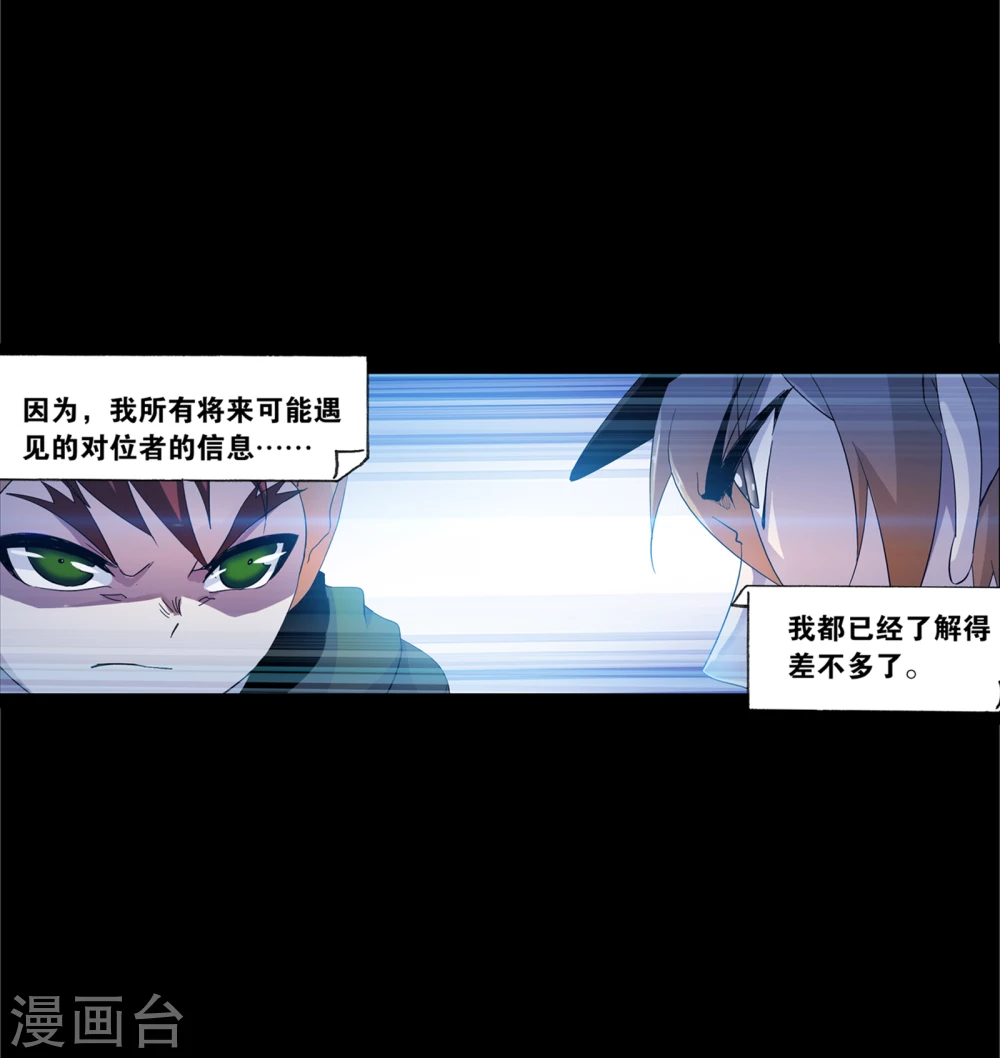 因为，我所有将来可能遇
见的对位者的信息……
我都已经了解得
差不多了。
漫画台